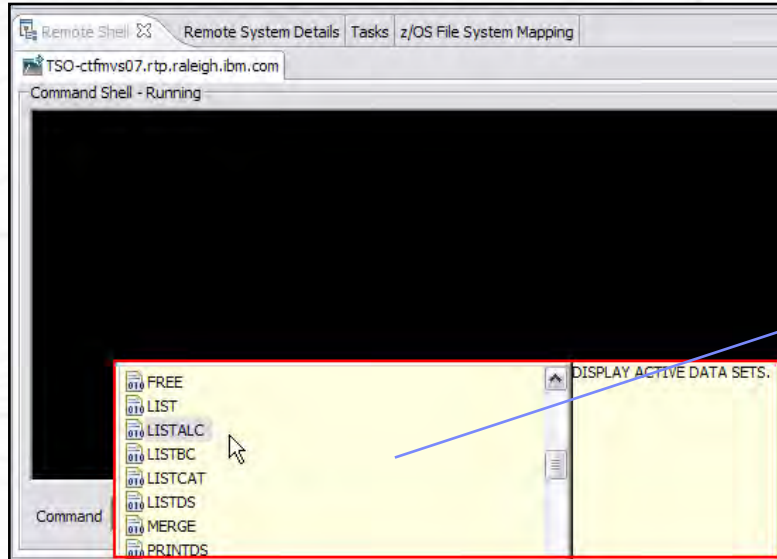 Remote Shell Remote System Details Tasks z/OS File System Mapping
TSO-ctfmvs07.rtp.raleigh.ibm.com
Command Shell - Running
FREE
LIST
LISTALC
LISTBC
LISTCAT
LISTDS
MERGE
PRINTDS
DISPLAY ACTIVE DATA SETS.
Command